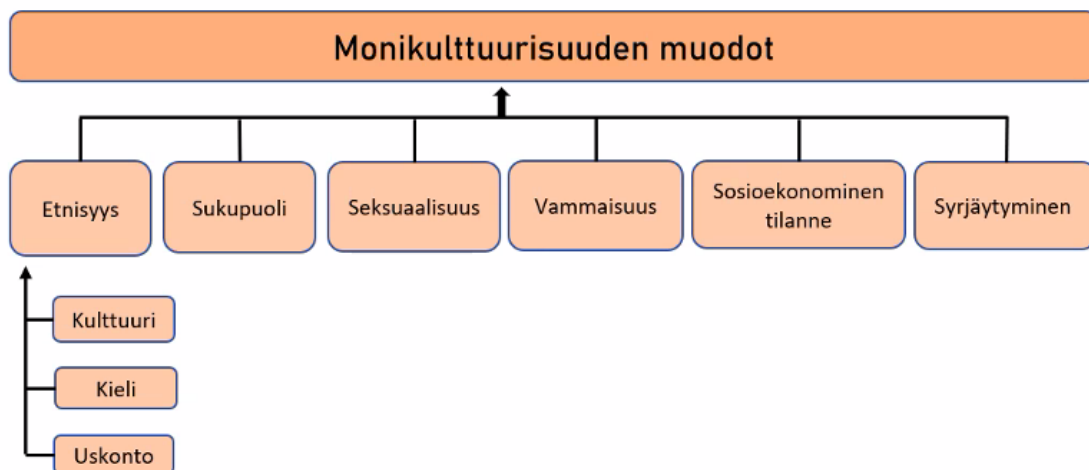 Monikulttuurisuuden muodot
Etnisyys
Sukupuoli
Seksuaalisuus
Vammaisuus
Sosioekonominen
tilanne
Syrjäytyminen
Kulttuuri
Kieli
Uskonto